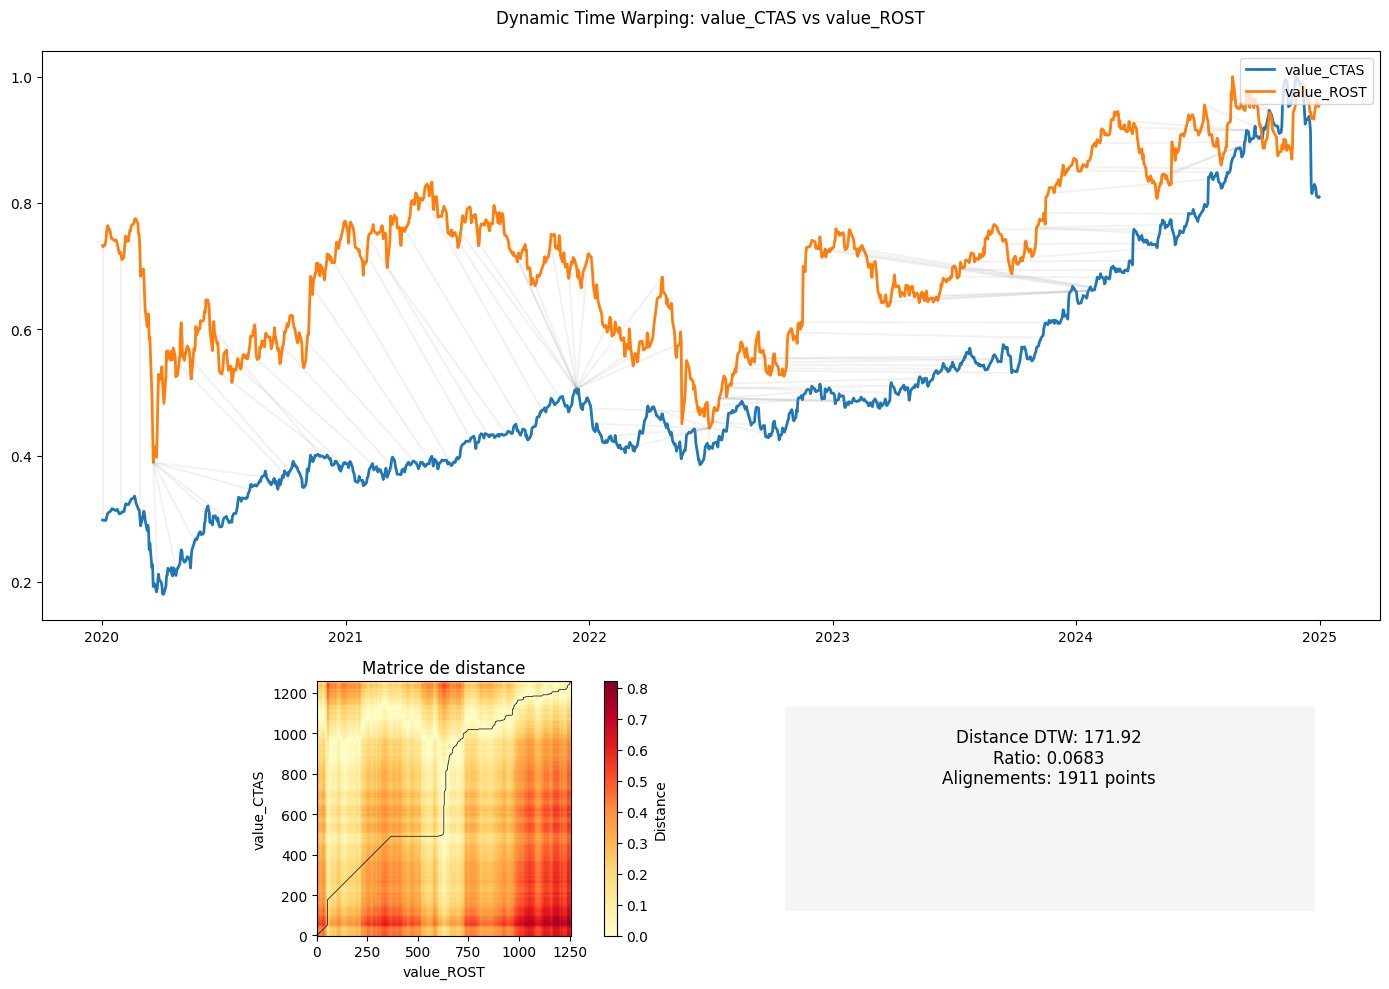 Dynamic Time Warping: value_CTAS vs value_ROST
value_CTAS
value_ROST
1.0
0.8
0.6
0.4
0.2
2020 2021 2022 2023 2024 2025
Matrice de distance
value_CTAS
1200
1000
800
600
400
200
0
0 250 500 750 1000 1250
value_ROST
0.8
0.7
0.6
0.5
0.4
0.3
0.2
0.1
0.0
Distance
Distance DTW: 171.92
Ratio: 0.0683
Alignements: 1911 points